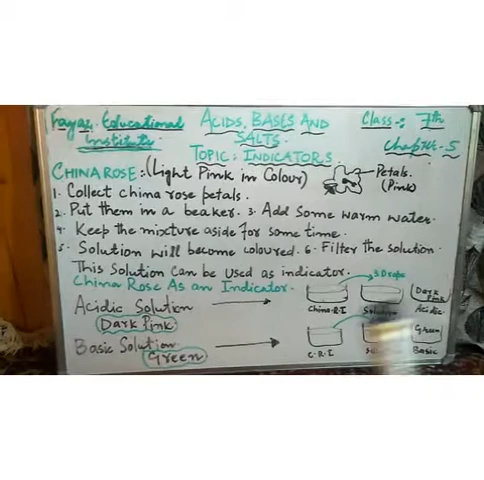 Fayaz Educational Institute
ACIDS, BASES AND SALTS
Class:- 7th
Chapter-5
TOPIC: INDICATORS
CHINA ROSE:-(Light Pink in Colour)
Petals (Pink)
1. Collect china rose petals.
2. Put them in a beaker. 3. Add some warm water.
4. Keep the mixture aside for some time.
5. Solution will become coloured. 6. Filter the solution.
This solution can be used as indicator.
China Rose As an Indicator.
3 Drops
Acidic Solution
Dark Pink
China.R.I
Solution
Dark Pink
Acidic
Basic Solution
Green
C.R.I
Green
Basic